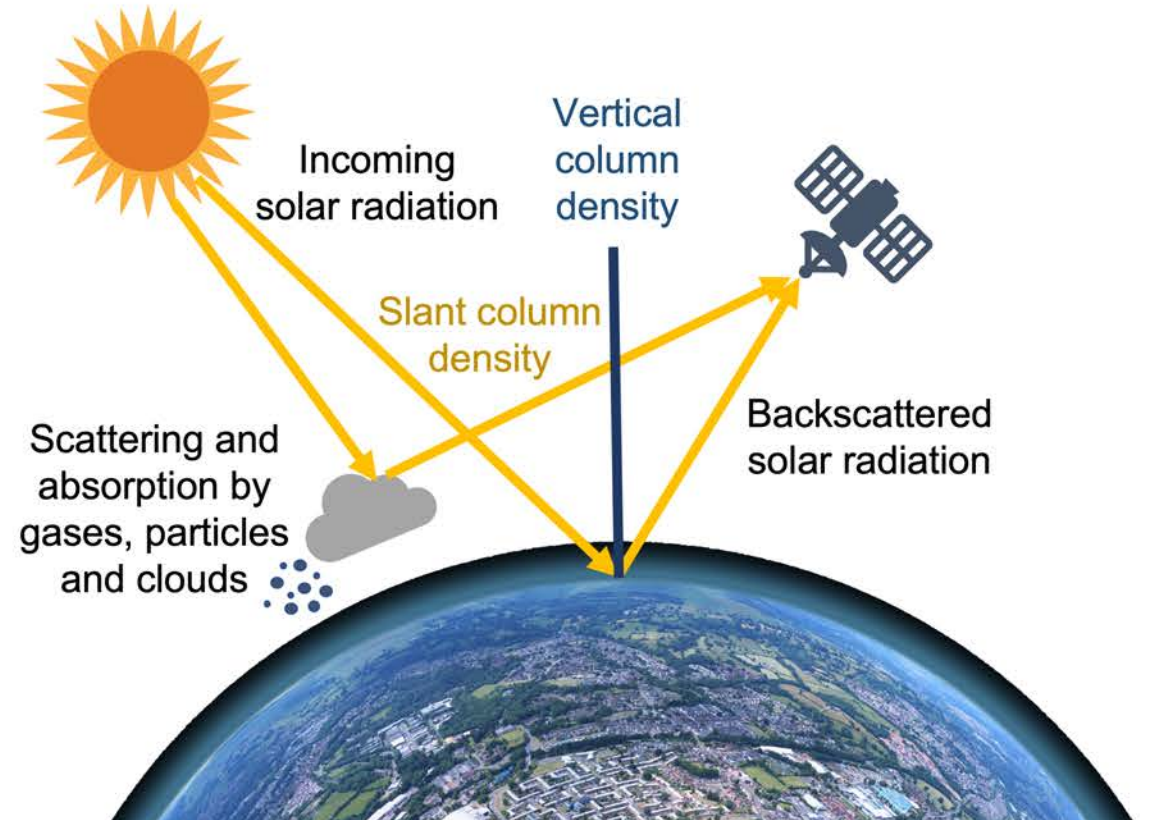 Vertical
column
density
Incoming
solar radiation
Slant column
density
Backscattered
solar radiation
Scattering and
absorption by
gases, particles
and clouds